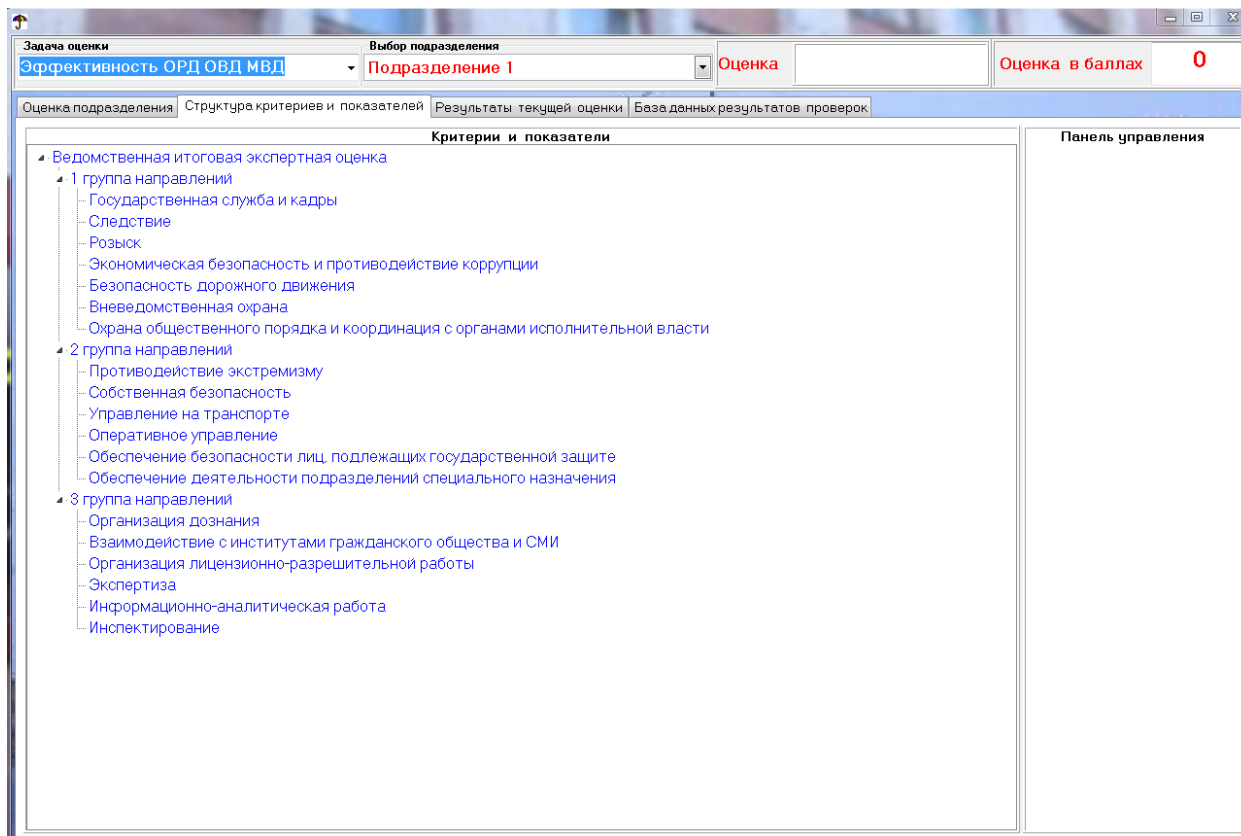 Задача оценки
Выбор подразделения
Эффективность ОРД ОВД МВД
Подразделение 1
Оценка
Оценка в баллах
0
Оценка подразделения
Структура критериев и показателей
Результаты текущей оценки
База данных результатов проверок
Критерии и показатели
Панель управления
Ведомственная итоговая экспертная оценка
1 группа направлений
Государственная служба и кадры
Следствие
Розыск
Экономическая безопасность и противодействие коррупции
Безопасность дорожного движения
Вневедомственная охрана
Охрана общественного порядка и координация с органами исполнительной власти
2 группа направлений
Противодействие экстремизму
Собственная безопасность
Управление на транспорте
Оперативное управление
Обеспечение безопасности лиц, подлежащих государственной защите
Обеспечение деятельности подразделений специального назначения
3 группа направлений
Организация дознания
Взаимодействие с институтами гражданского общества и СМИ
Организация лицензионно-разрешительной работы
Экспертиза
Информационно-аналитическая работа
Инспектирование